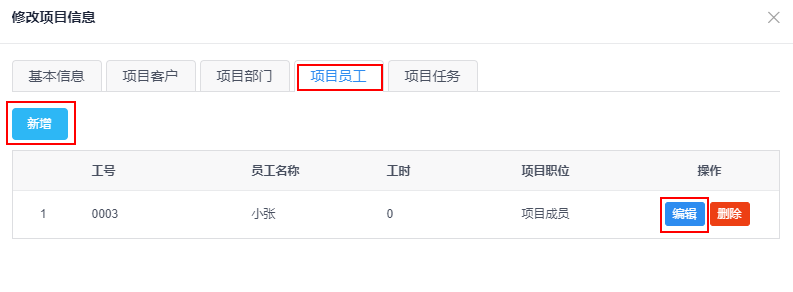 修改项目信息
基本信息 项目客户 项目部门 项目员工 项目任务
新增
工号 员工名称 工时 项目职位 操作
1 0003 小张 0 项目成员 编辑 删除